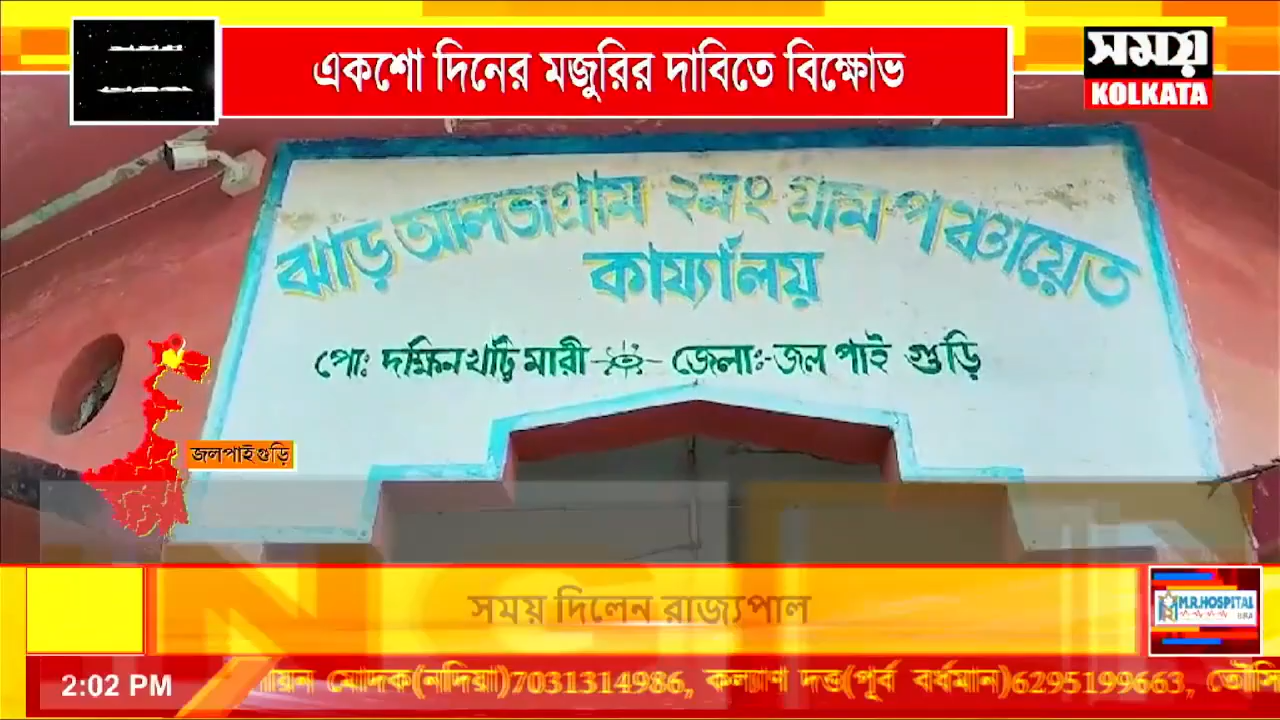 একশো দিনের মজুরির দাবিতে বিক্ষোভ
সময়
KOLKATA
ঝাড় আলতাগ্রাম ২নং গ্রাম পঞ্চায়েত
কার্য্যালয়
পোঃ দক্ষিনখট্টিমারী জেলাঃ-জলপাইগুড়ি
জলপাইগুড়ি
সময় দিলেন রাজ্যপাল
M.R.HOSPITAL
2:02 PM
মোদক(নদিয়া)7031314986, কল্যাণ দত্ত(পূর্ব বর্ধমান)6295199663,